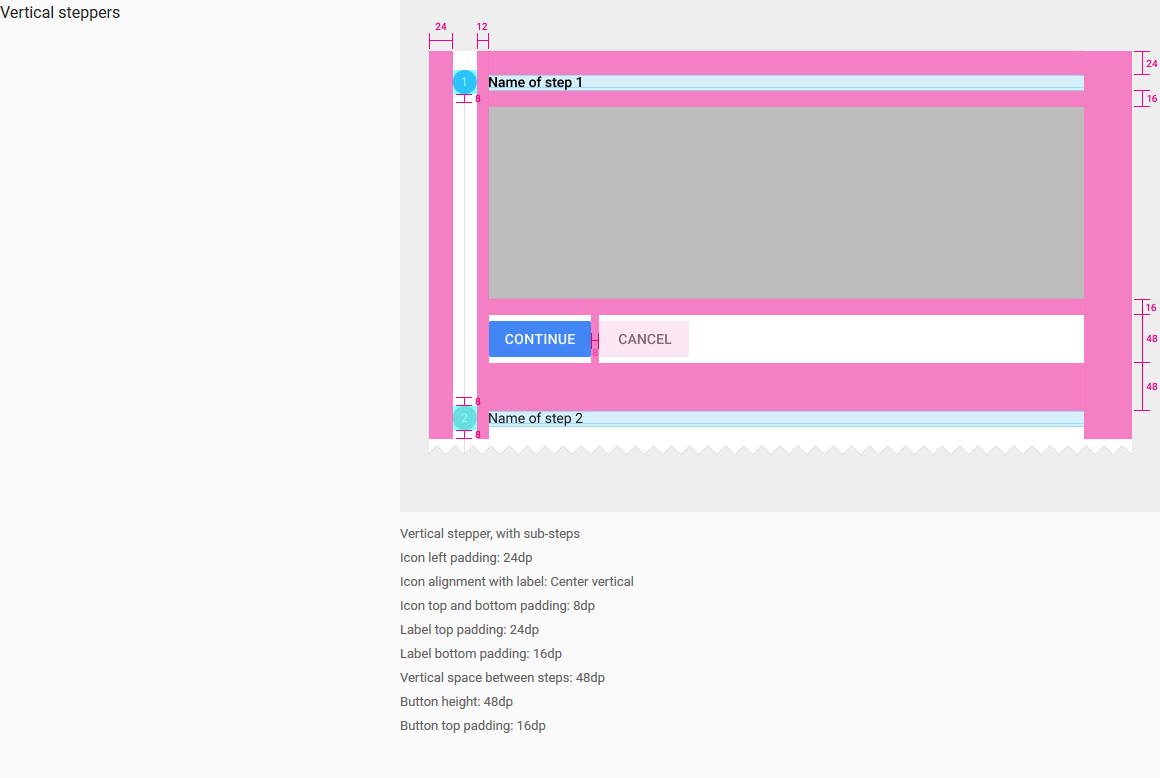 Vertical steppers
24
12
24
1
Name of step 1
8
16
16
CONTINUE
8
CANCEL
48
48
8
2
Name of step 2
8
Vertical stepper, with sub-steps
Icon left padding: 24dp
Icon alignment with label: Center vertical
Icon top and bottom padding: 8dp
Label top padding: 24dp
Label bottom padding: 16dp
Vertical space between steps: 48dp
Button height: 48dp
Button top padding: 16dp